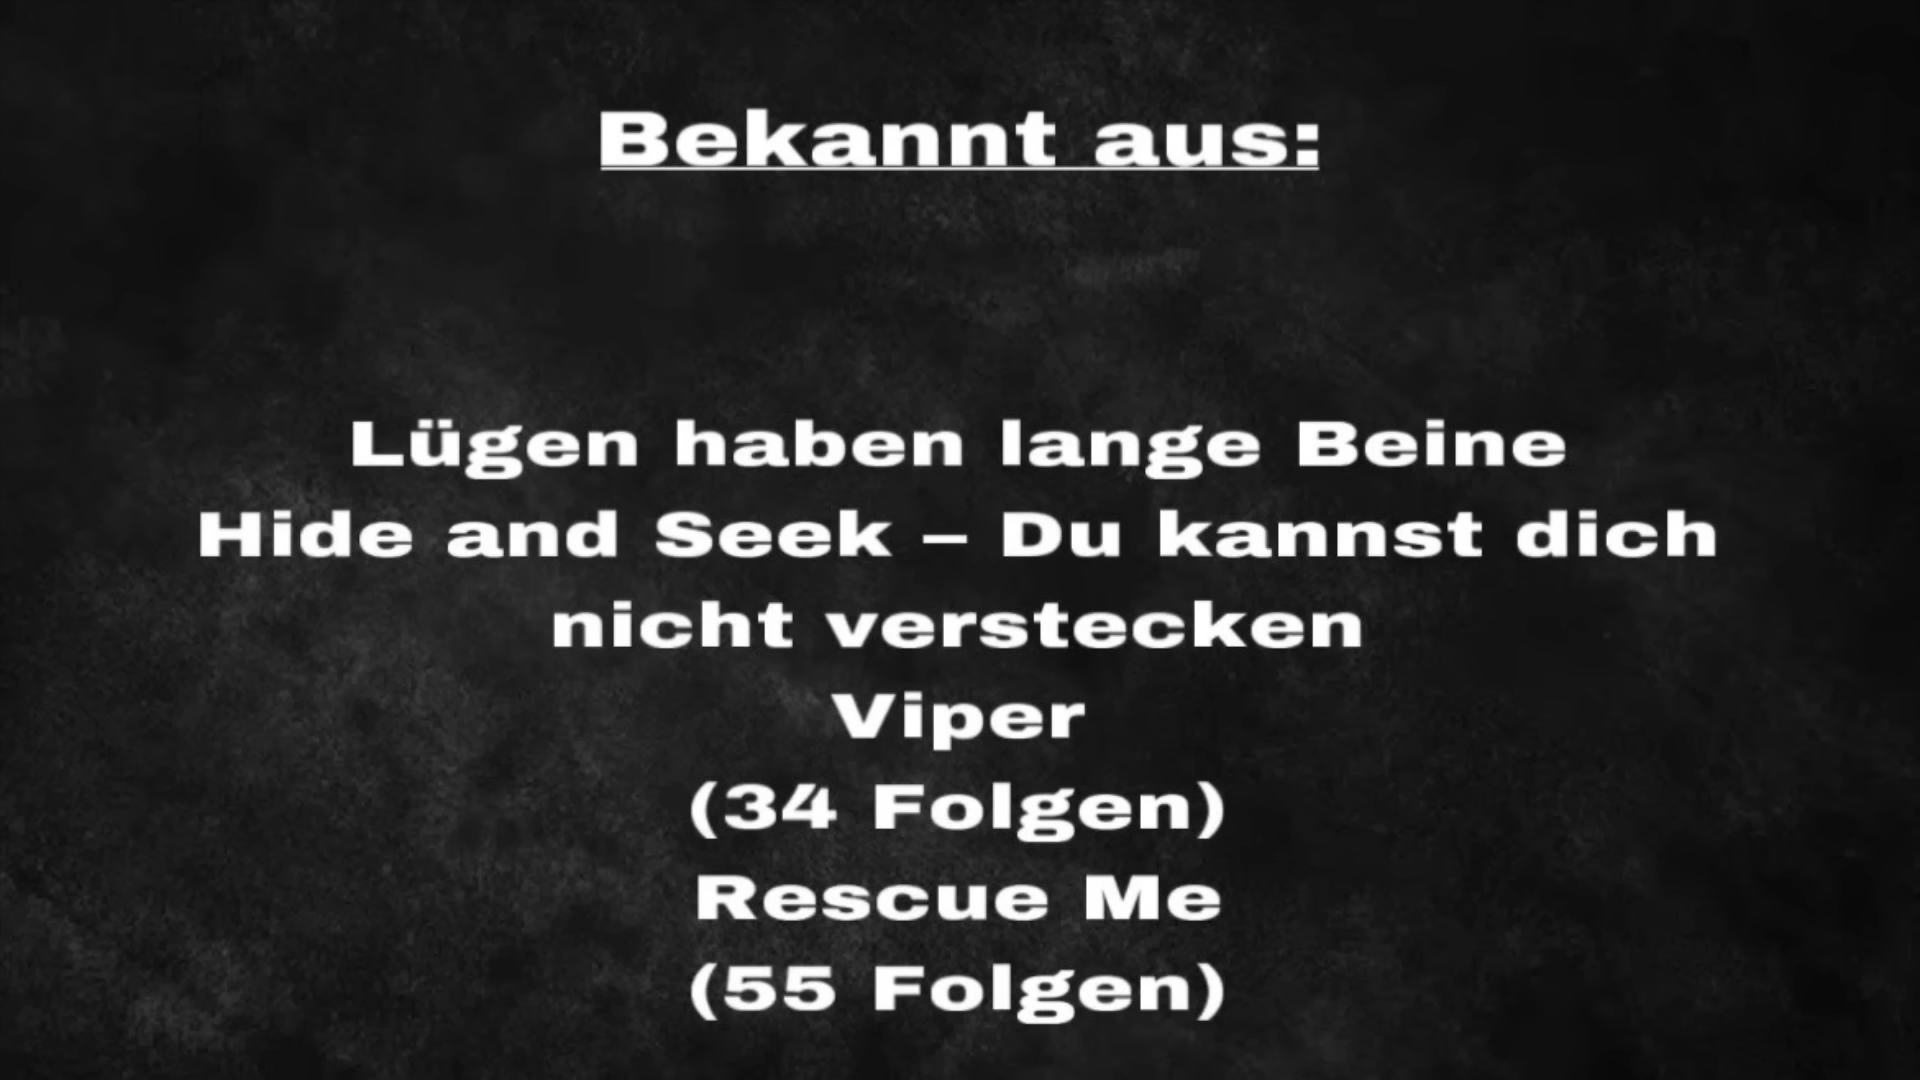 Bekannt aus:
Lügen haben lange Beine
Hide and Seek – Du kannst dich
nicht verstecken
Viper
(34 Folgen)
Rescue Me
(55 Folgen)